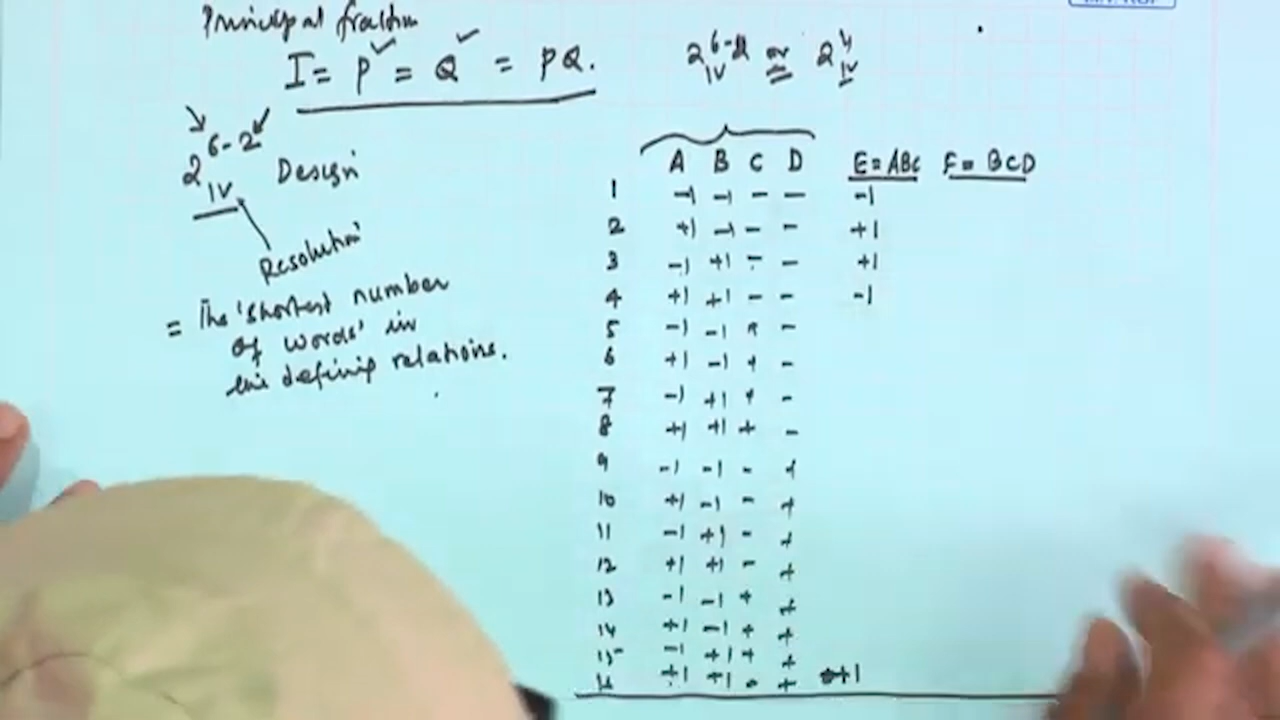 Principal fraction
I = P = Q = PQ.
2^{6-2}_{IV} or 2^{4}_{IV}
2^{6-2}_{IV} Design
Resolution
= The 'shortest number
of words' in
the defining relations.
A B C D E=ABC F=BCD
1 -1 -1 - - -1
2 +1 -1 - - +1
3 -1 +1 - - +1
4 +1 +1 - - -1
5 -1 -1 + -
6 +1 -1 + -
7 -1 +1 + -
8 +1 +1 + -
9 -1 -1 - +
10 +1 -1 - +
11 -1 +1 - +
12 +1 +1 - +
13 -1 -1 + +
14 +1 -1 + +
15 -1 +1 + +
16 +1 +1 + + +1